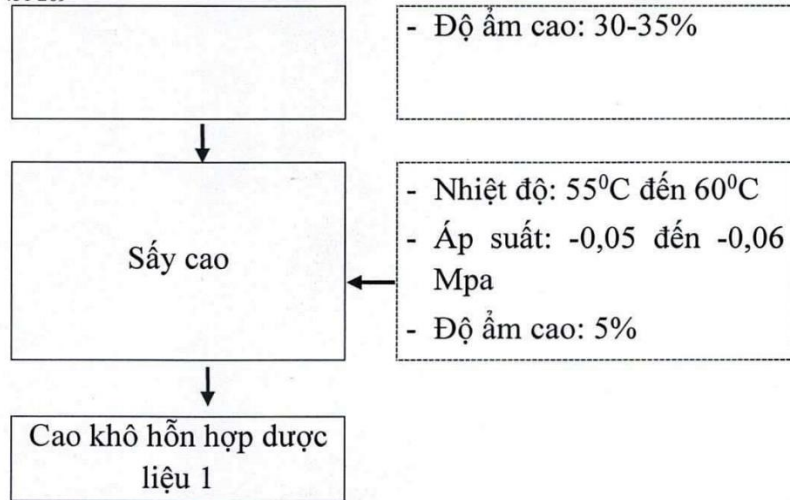 - Độ ẩm cao: 30-35%
- Nhiệt độ: 55⁰C đến 60⁰C
- Áp suất: -0,05 đến -0,06
Mpa
- Độ ẩm cao: 5%
Sấy cao
Cao khô hỗn hợp dược
liệu 1